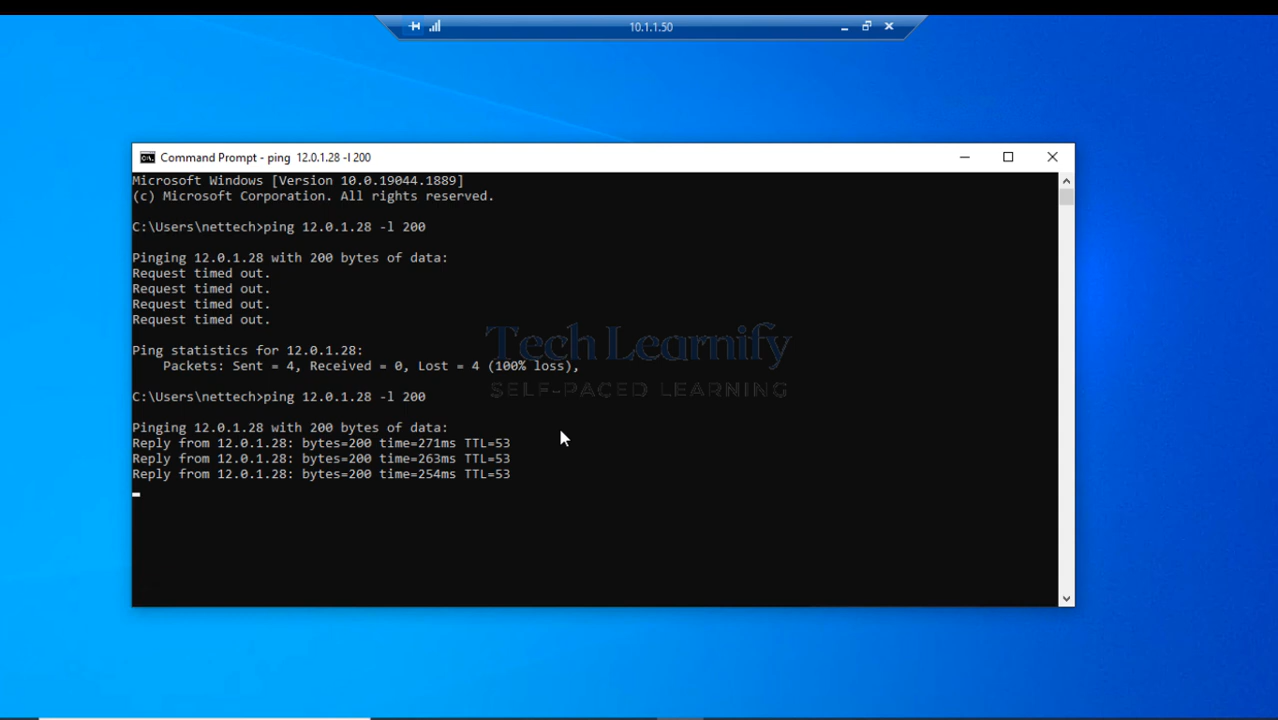 10.1.1.50
Command Prompt - ping 12.0.1.28 -l 200
Microsoft Windows [Version 10.0.19044.1889]
(c) Microsoft Corporation. All rights reserved.
C:\Users\nettech>ping 12.0.1.28 -l 200
Pinging 12.0.1.28 with 200 bytes of data:
Request timed out.
Request timed out.
Request timed out.
Request timed out.
Ping statistics for 12.0.1.28:
Packets: Sent = 4, Received = 0, Lost = 4 (100% loss),
C:\Users\nettech>ping 12.0.1.28 -l 200
Pinging 12.0.1.28 with 200 bytes of data:
Reply from 12.0.1.28: bytes=200 time=271ms TTL=53
Reply from 12.0.1.28: bytes=200 time=263ms TTL=53
Reply from 12.0.1.28: bytes=200 time=254ms TTL=53
Tech Learnify
SELF-PACED LEARNING